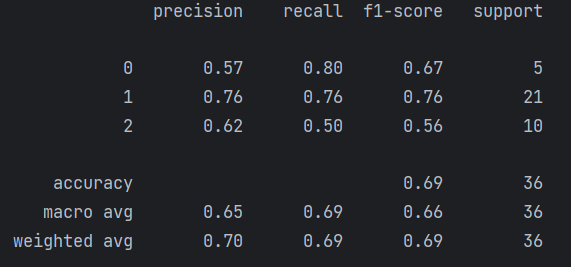 precision recall f1-score support
0 0.57 0.80 0.67 5
1 0.76 0.76 0.76 21
2 0.62 0.50 0.56 10
accuracy 0.69 36
macro avg 0.65 0.69 0.66 36
weighted avg 0.70 0.69 0.69 36